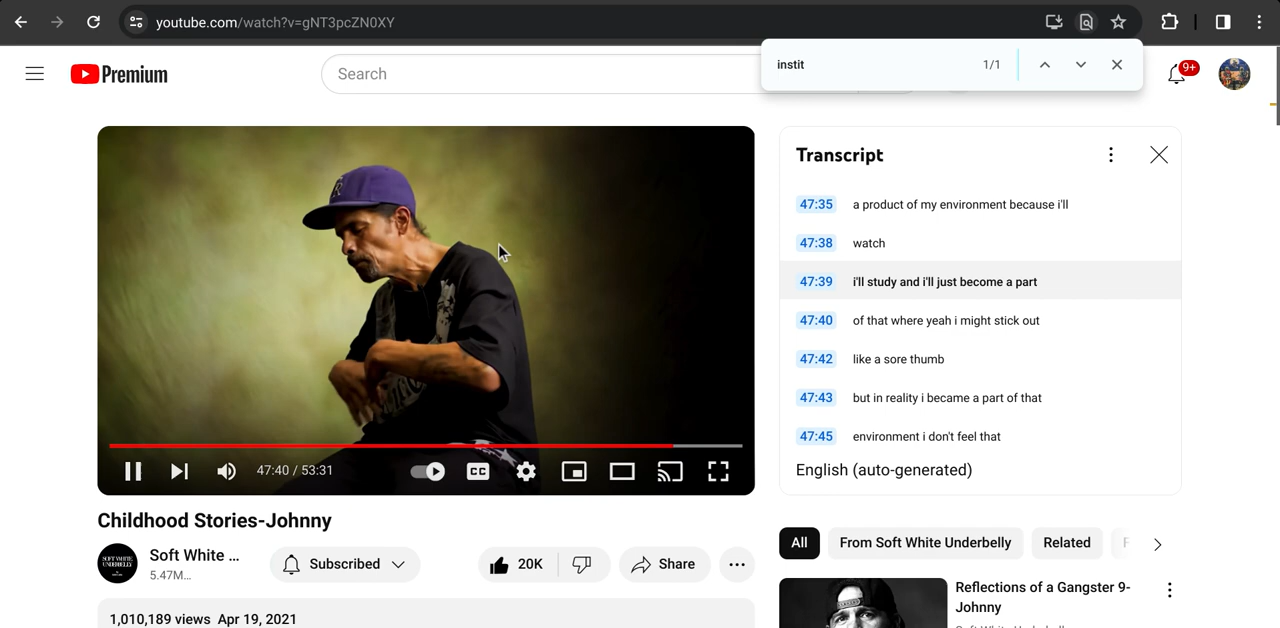 youtube.com/watch?v=gNT3pcZN0XY
instit
1/1
Premium
Search
9+
Transcript
47:35 a product of my environment because i'll
47:38 watch
47:39 i'll study and i'll just become a part
47:40 of that where yeah i might stick out
47:42 like a sore thumb
47:43 but in reality i became a part of that
47:45 environment i don't feel that
English (auto-generated)
47:40 / 53:31
CC
Childhood Stories-Johnny
SOFT WHITE
UNDERBELLY
Soft White ...
5.47M...
Subscribed
20K
Share
1,010,189 views Apr 19, 2021
All
From Soft White Underbelly
Related
Reflections of a Gangster 9-
Johnny